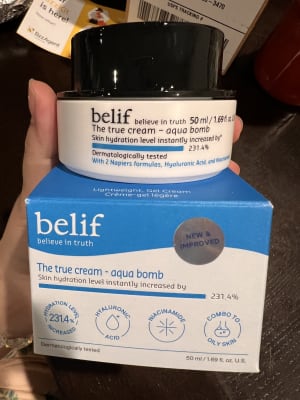 is here!
USPS TRACKING #
belif believe in truth 50 ml / 1.69 fl. oz.
The true cream - aqua bomb
Skin hydration level instantly increased by*
231.4%
Dermatologically tested
With 2 Napiers formulas, Hyaluronic Acid, and Niacinamide
Lightweight, Gel Cream
Crème-gel légère
belif
believe in truth
NEW &
IMPROVED
The true cream - aqua bomb
Skin hydration level instantly increased by
231.4%
HYDRATION LEVEL
231.4%
INCREASED
HYALURONIC
ACID
NIACINAMIDE
COMBO TO
OILY SKIN
Dermatologically tested
50 ml / 1.69 fl. oz. U.S.